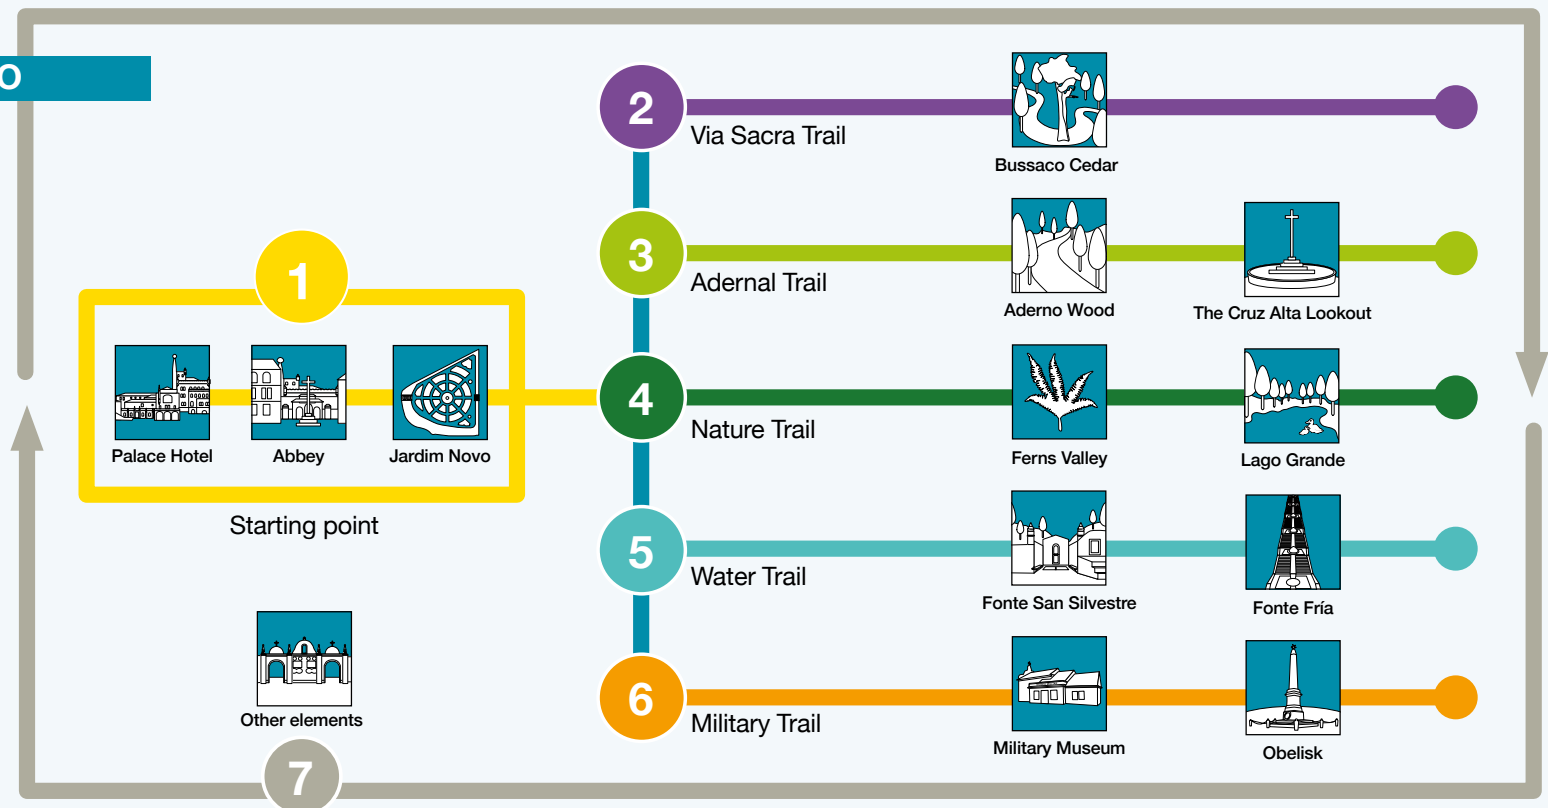 O
2
Via Sacra Trail
Bussaco Cedar
3
Adernal Trail
Aderno Wood
The Cruz Alta Lookout
1
Palace Hotel
Abbey
Jardim Novo
Starting point
4
Nature Trail
Ferns Valley
Lago Grande
5
Water Trail
Fonte San Silvestre
Fonte Fría
6
Military Trail
Military Museum
Obelisk
Other elements
7